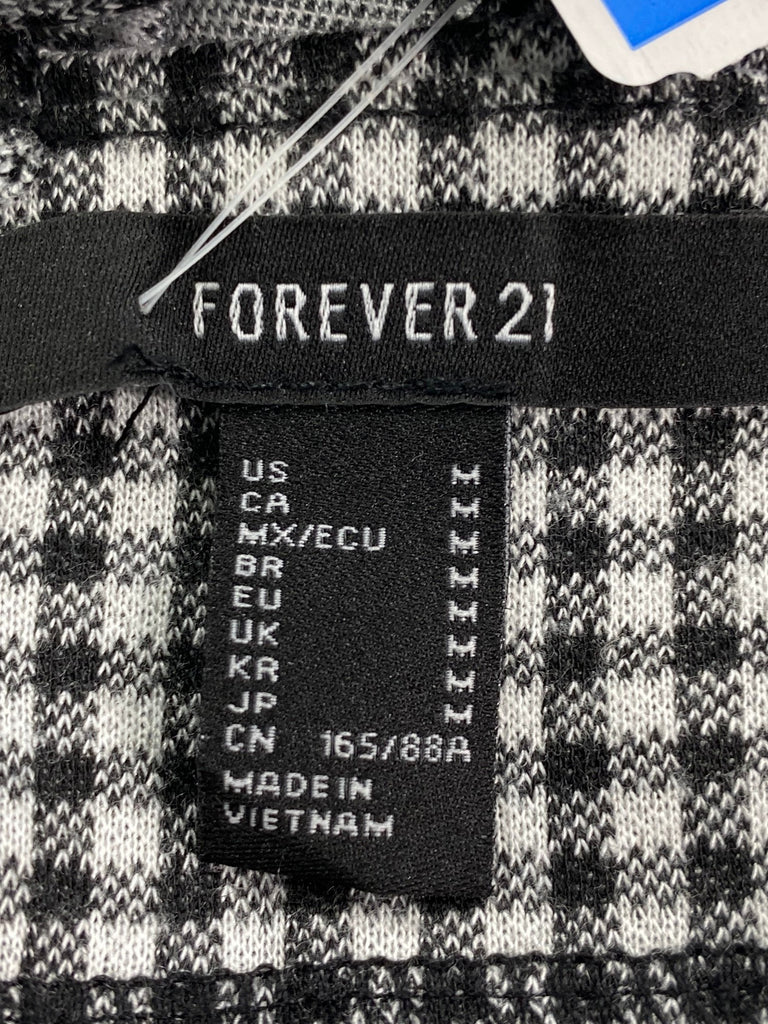 FOREVER 21
US M
CA M
MX/ECU M
BR M
EU M
UK M
KR M
JP M
CN 165/88A
MADE IN
VIETNAM